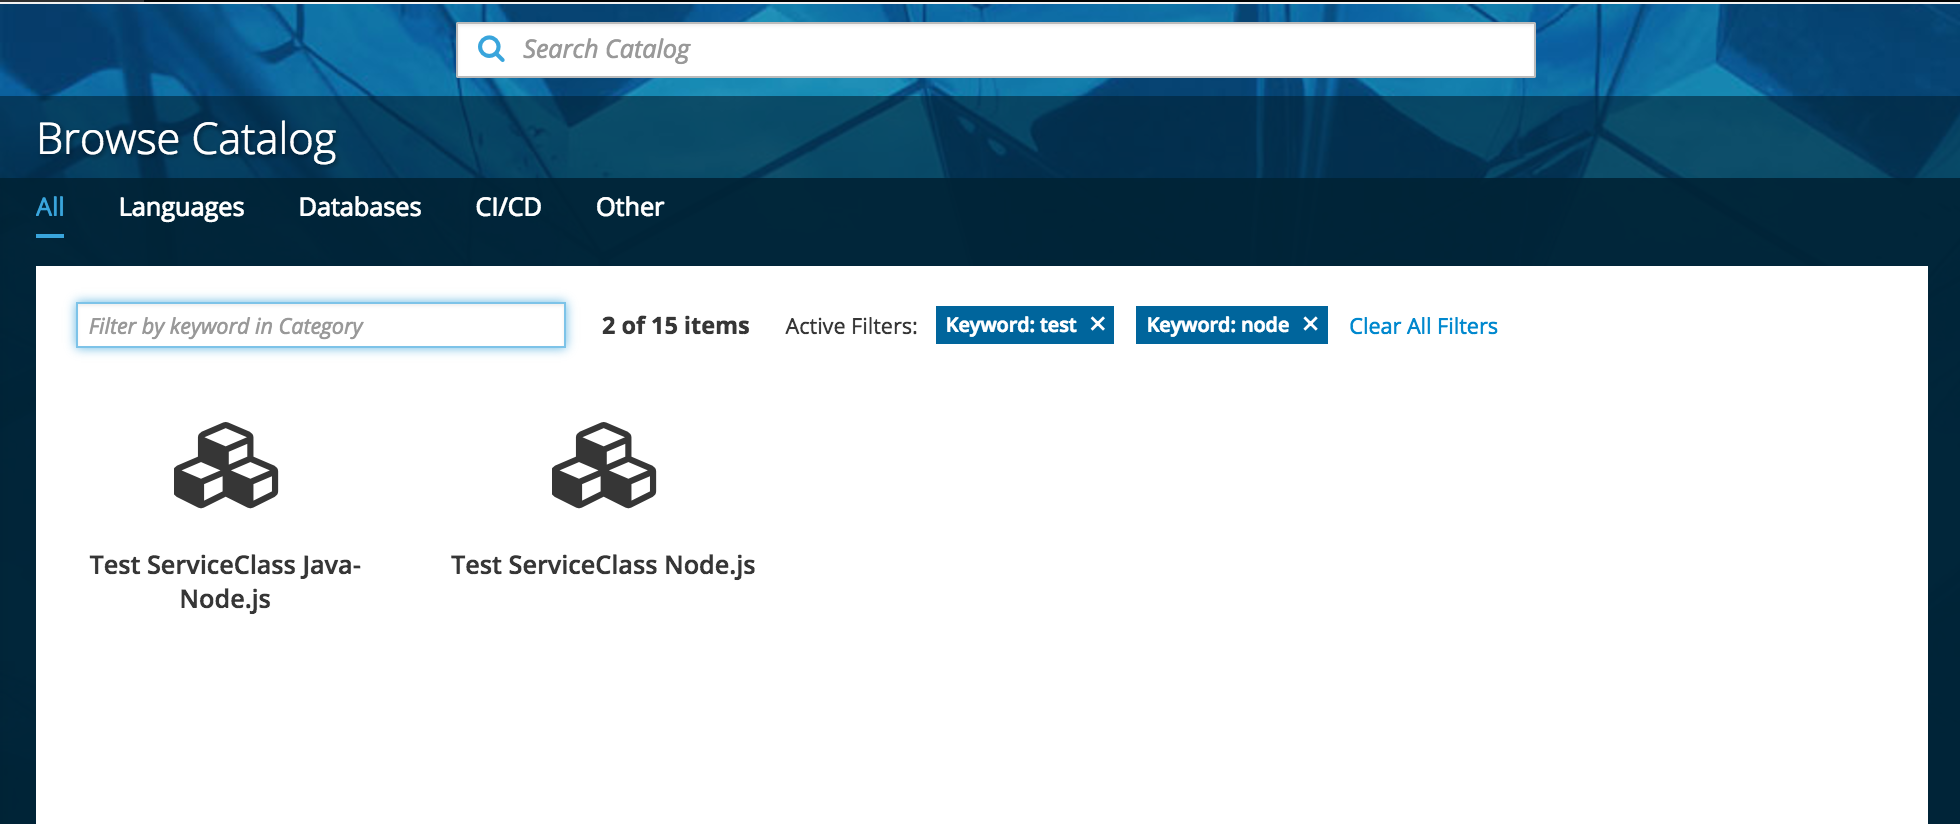 Search Catalog
Browse Catalog
All Languages Databases CI/CD Other
Filter by keyword in Category 2 of 15 items Active Filters: Keyword: test × Keyword: node × Clear All Filters
Test ServiceClass Java-
Node.js
Test ServiceClass Node.js